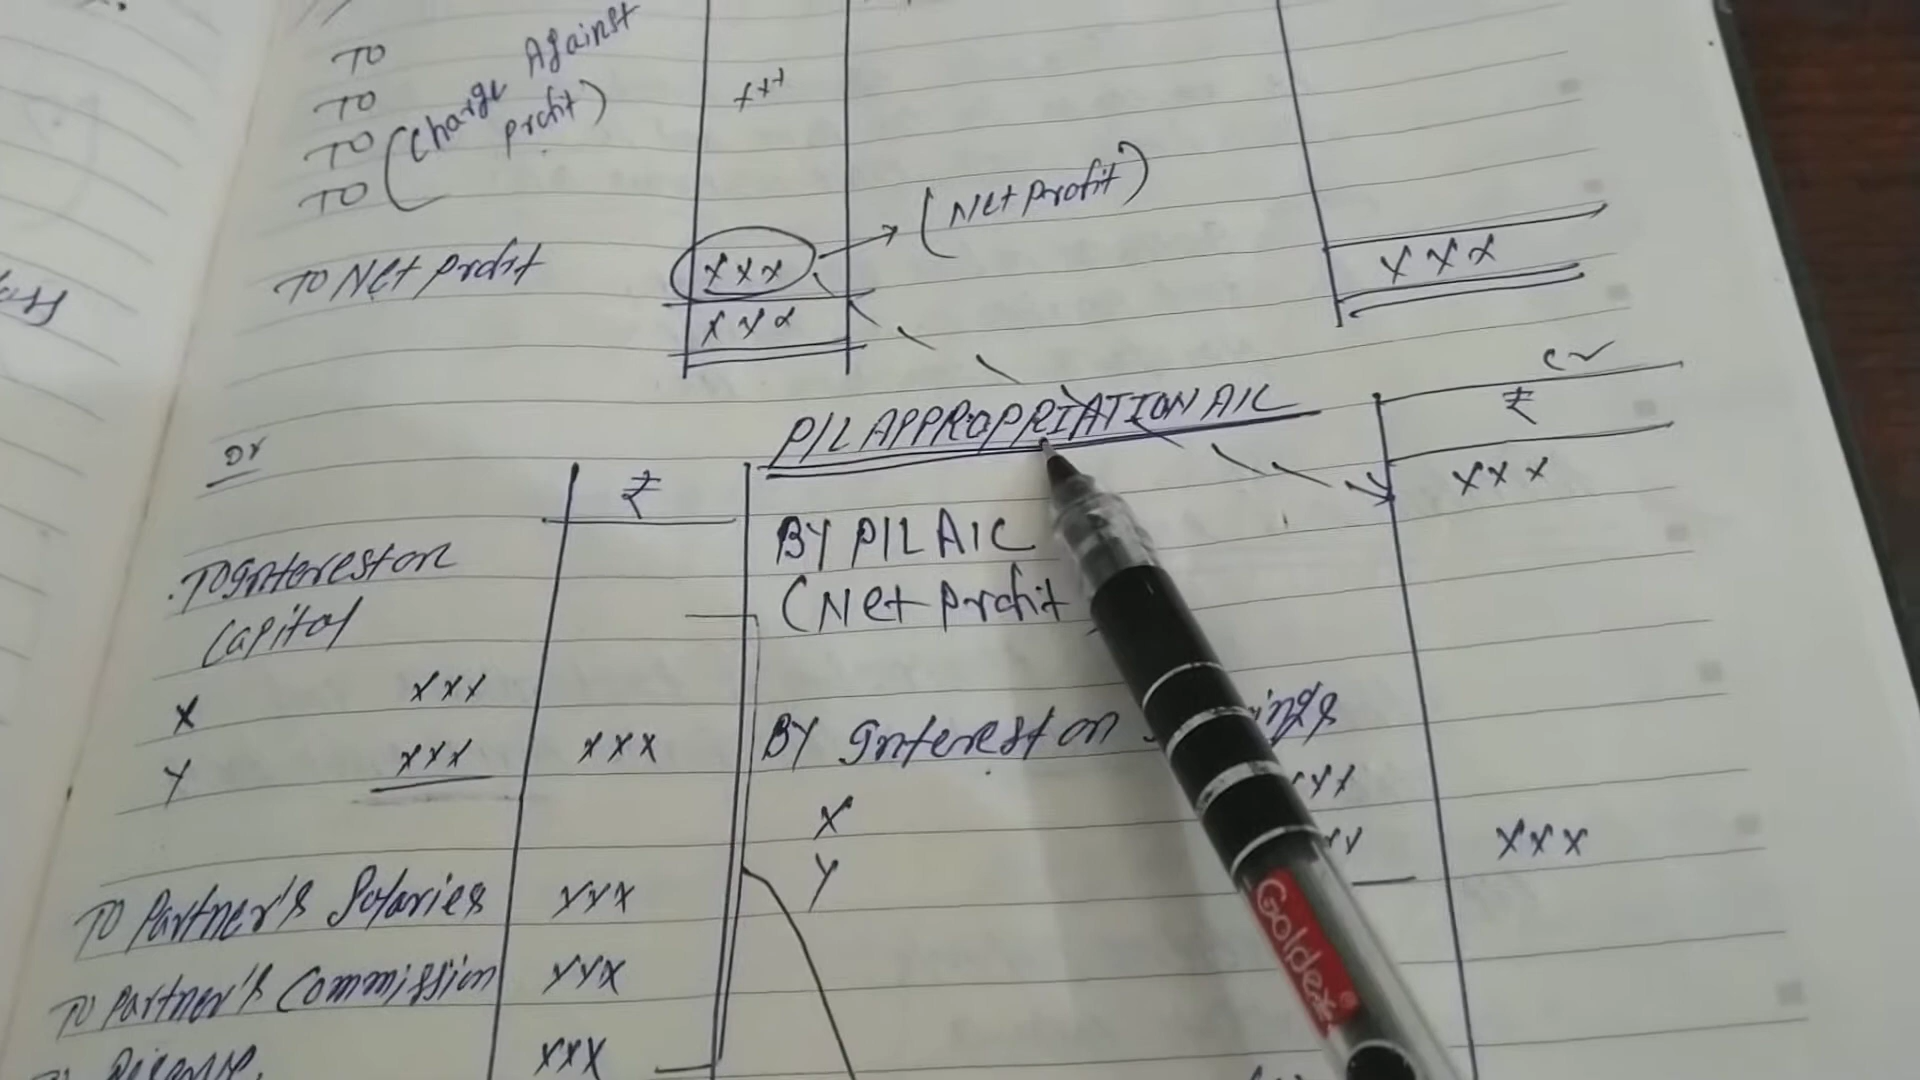 TO
TO
TO
TO
(Charge Against
Profit)
xxx
TO Net profit
xxx
(Net profit)
xxx
xxx
Dr
P/L APPROPRIATION A/C
Cr
₹
₹
TO Interest on
Capital
X xxx
Y xxx xxx
TO Partner's Salaries xxx
TO Partner's Commission xxx
xxx
BY P/L A/C xxx
(Net Profit
BY Interest on
X
Y xxx
Goldex